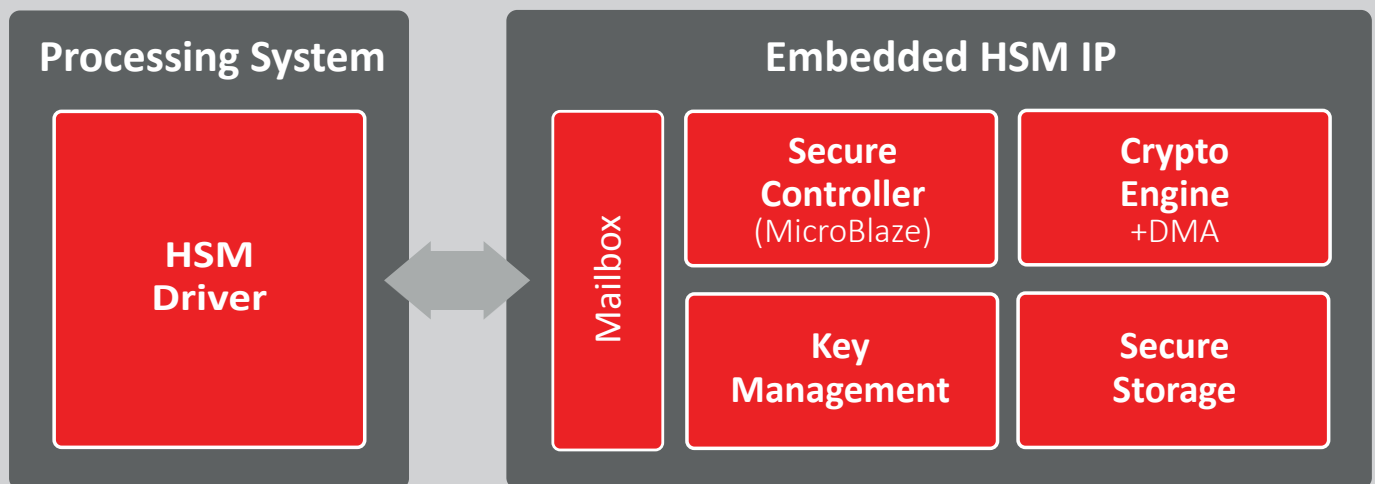 Processing System
HSM
Driver
Embedded HSM IP
Mailbox
Secure
Controller
(MicroBlaze)
Crypto
Engine
+DMA
Key
Management
Secure
Storage